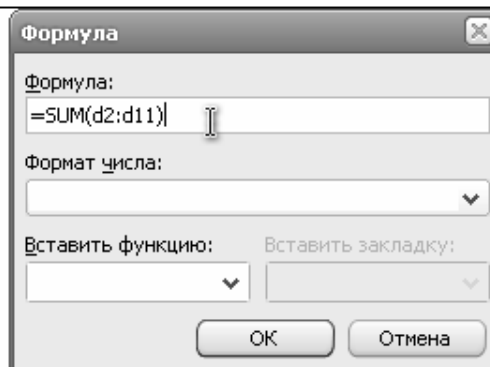 Формула
Формула:
=SUM(d2:d11)
Формат числа:
Вставить функцию: Вставить закладку:
ОК Отмена